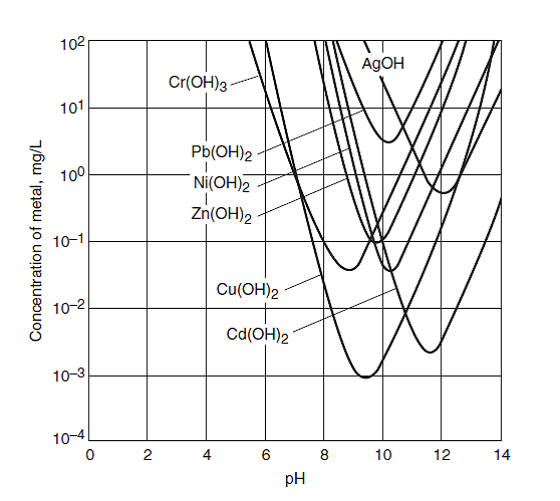 Concentration of metal, mg/L
10²
10¹
10⁰
10⁻¹
10⁻²
10⁻³
10⁻⁴
AgOH
Cr(OH)₃
Pb(OH)₂
Ni(OH)₂
Zn(OH)₂
Cu(OH)₂
Cd(OH)₂
0 2 4 6 8 10 12 14
pH